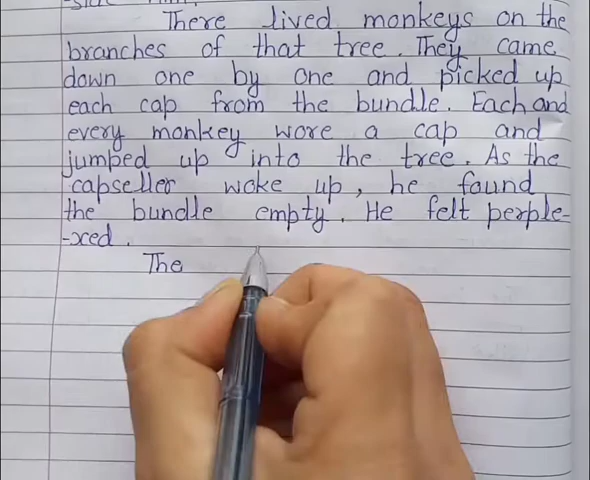 There lived monkeys on the
branches of that tree. They came
down one by one and picked up
each cap from the bundle. Each and
every monkey wore a cap and
jumped up into the tree. As the
capseller woke up, he found
the bundle empty. He felt perple-
-xed.
The